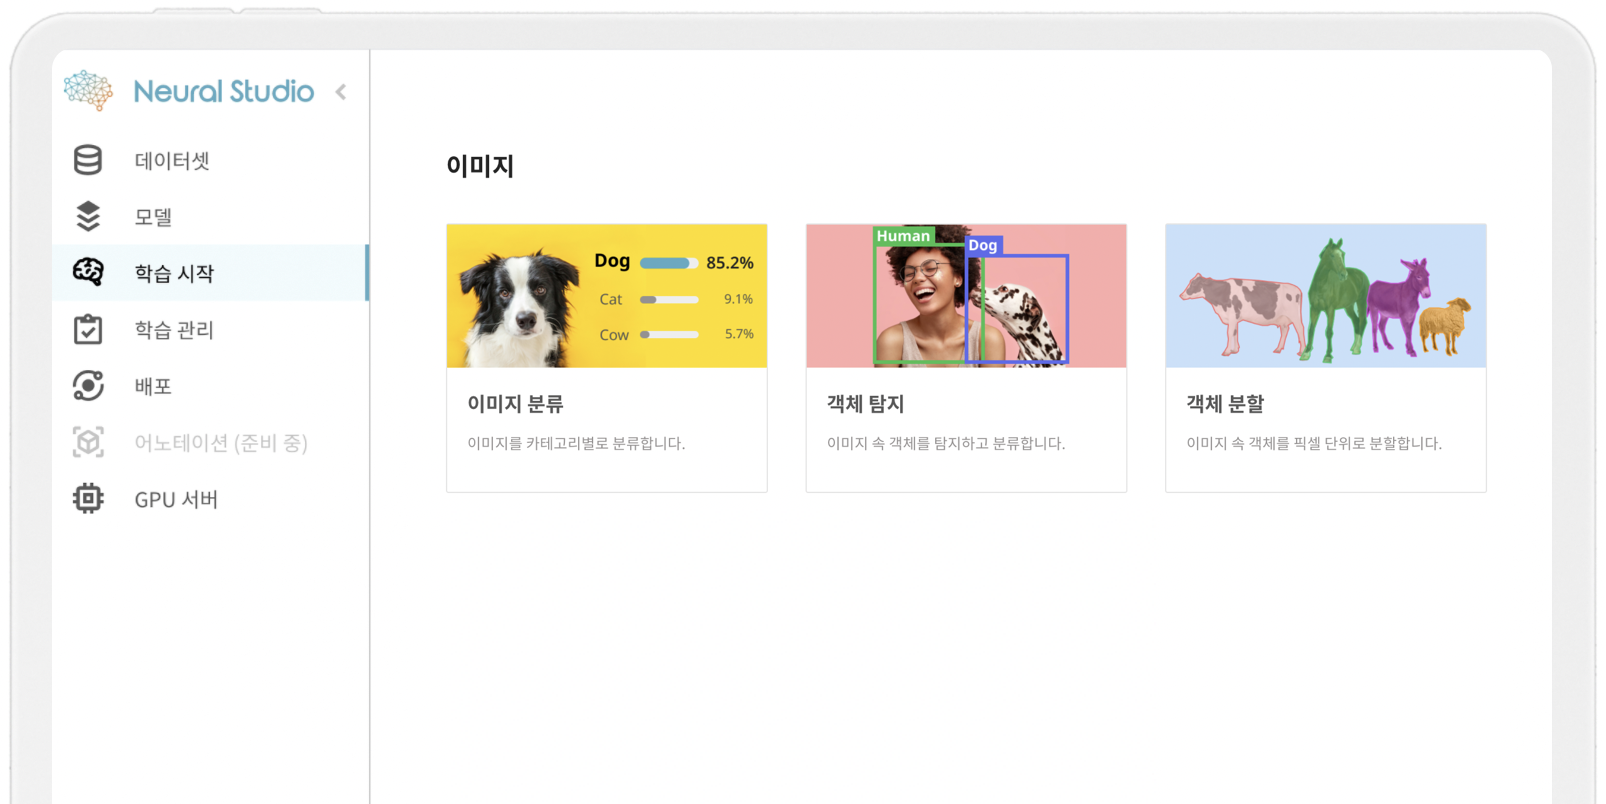 Neural Studio
데이터셋
모델
학습 시작
학습 관리
배포
어노테이션 (준비 중)
GPU 서버
이미지
Dog 85.2%
Cat 9.1%
Cow 5.7%
이미지 분류
이미지를 카테고리별로 분류합니다.
Human
Dog
객체 탐지
이미지 속 객체를 탐지하고 분류합니다.
객체 분할
이미지 속 객체를 픽셀 단위로 분할합니다.